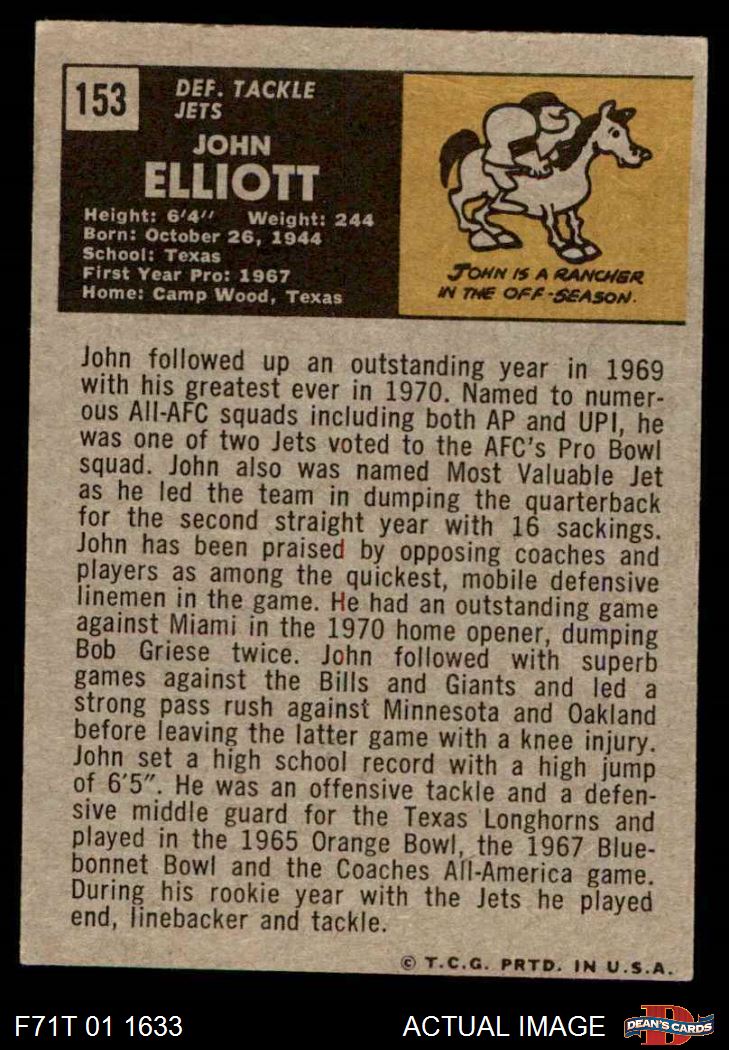 153
DEF. TACKLE
JETS
JOHN
ELLIOTT
Height: 6'4" Weight: 244
Born: October 26, 1944
School: Texas
First Year Pro: 1967
Home: Camp Wood, Texas
JOHN IS A RANCHER
IN THE OFF-SEASON.
John followed up an outstanding year in 1969
with his greatest ever in 1970. Named to numer-
ous All-AFC squads including both AP and UPI, he
was one of two Jets voted to the AFC's Pro Bowl
squad. John also was named Most Valuable Jet
as he led the team in dumping the quarterback
for the second straight year with 16 sackings.
John has been praised by opposing coaches and
players as among the quickest, mobile defensive
linemen in the game. He had an outstanding game
against Miami in the 1970 home opener, dumping
Bob Griese twice. John followed with superb
games against the Bills and Giants and led a
strong pass rush against Minnesota and Oakland
before leaving the latter game with a knee injury.
John set a high school record with a high jump
of 6'5". He was an offensive tackle and a defen-
sive middle guard for the Texas Longhorns and
played in the 1965 Orange Bowl, the 1967 Blue-
bonnet Bowl and the Coaches All-America game.
During his rookie year with the Jets he played
end, linebacker and tackle.
© T.C.G. PRTD. IN U.S.A.
F71T 01 1633
ACTUAL IMAGE
D
DEAN'S CARDS